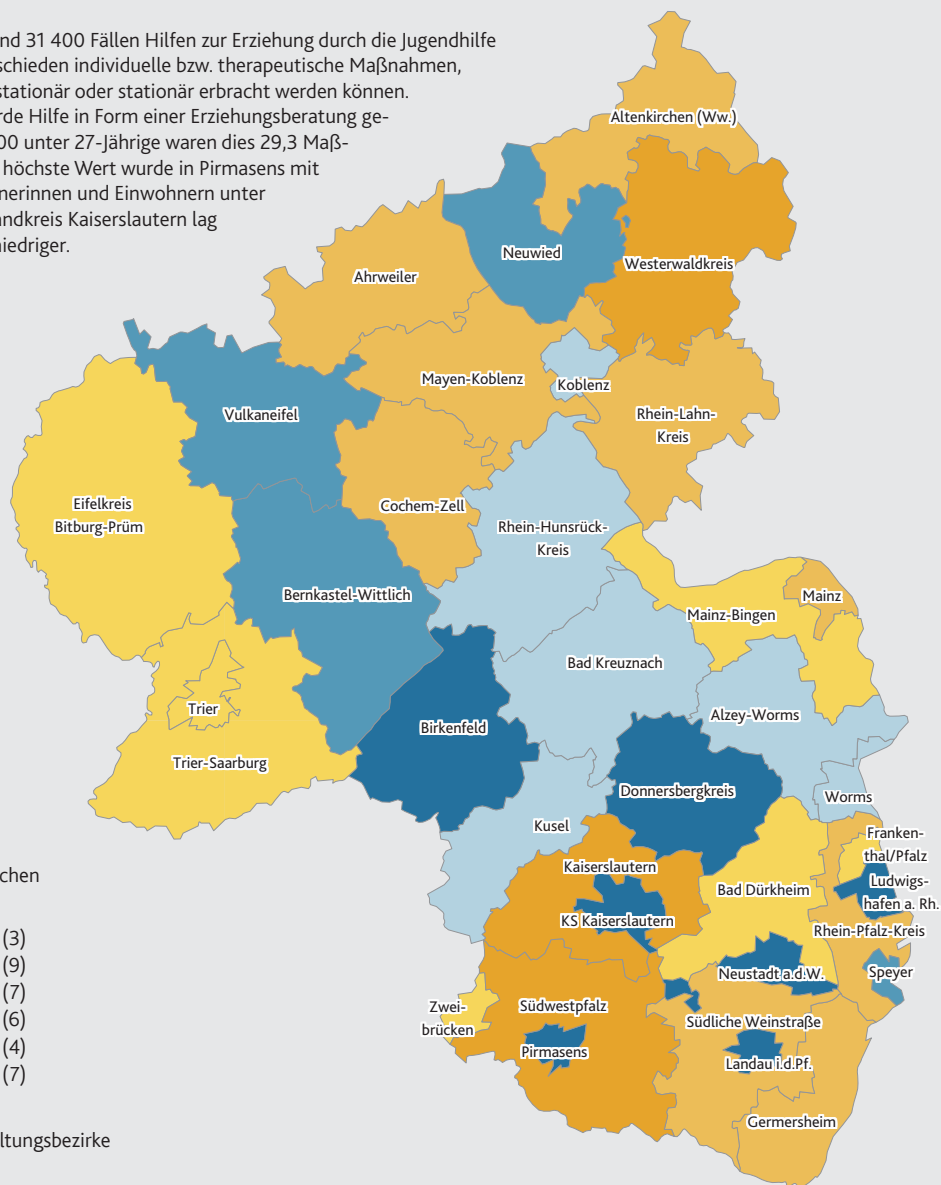 nd 31 400 Fällen Hilfen zur Erziehung durch die Jugendhilfe
schieden individuelle bzw. therapeutische Maßnahmen,
stationär oder stationär erbracht werden können.
rde Hilfe in Form einer Erziehungsberatung ge-
00 unter 27-Jährige waren dies 29,3 Maß-
höchste Wert wurde in Pirmasens mit
nerinnen und Einwohnern unter
andkreis Kaiserslautern lag
iedriger.
Altenkirchen (Ww.)
Neuwied
Westerwaldkreis
Ahrweiler
Mayen-Koblenz
Koblenz
Vulkaneifel
Rhein-Lahn-
Kreis
Eifelkreis
Bitburg-Prüm
Cochem-Zell
Rhein-Hunsrück-
Kreis
Bernkastel-Wittlich
Mainz
Mainz-Bingen
Bad Kreuznach
Trier
Alzey-Worms
Birkenfeld
Trier-Saarburg
Donnersbergkreis
Worms
Kusel
Franken-
thal/Pfalz
Kaiserslautern
Ludwigs-
hafen a. Rh.
Bad Dürkheim
KS Kaiserslautern
Rhein-Pfalz-Kreis
Neustadt a.d.W.
Speyer
Zwei-
brücken
Südwestpfalz
Südliche Weinstraße
Pirmasens
Landau i.d.Pf.
Germersheim
chen
(3)
(9)
(7)
(6)
(4)
(7)
ltungsbezirke